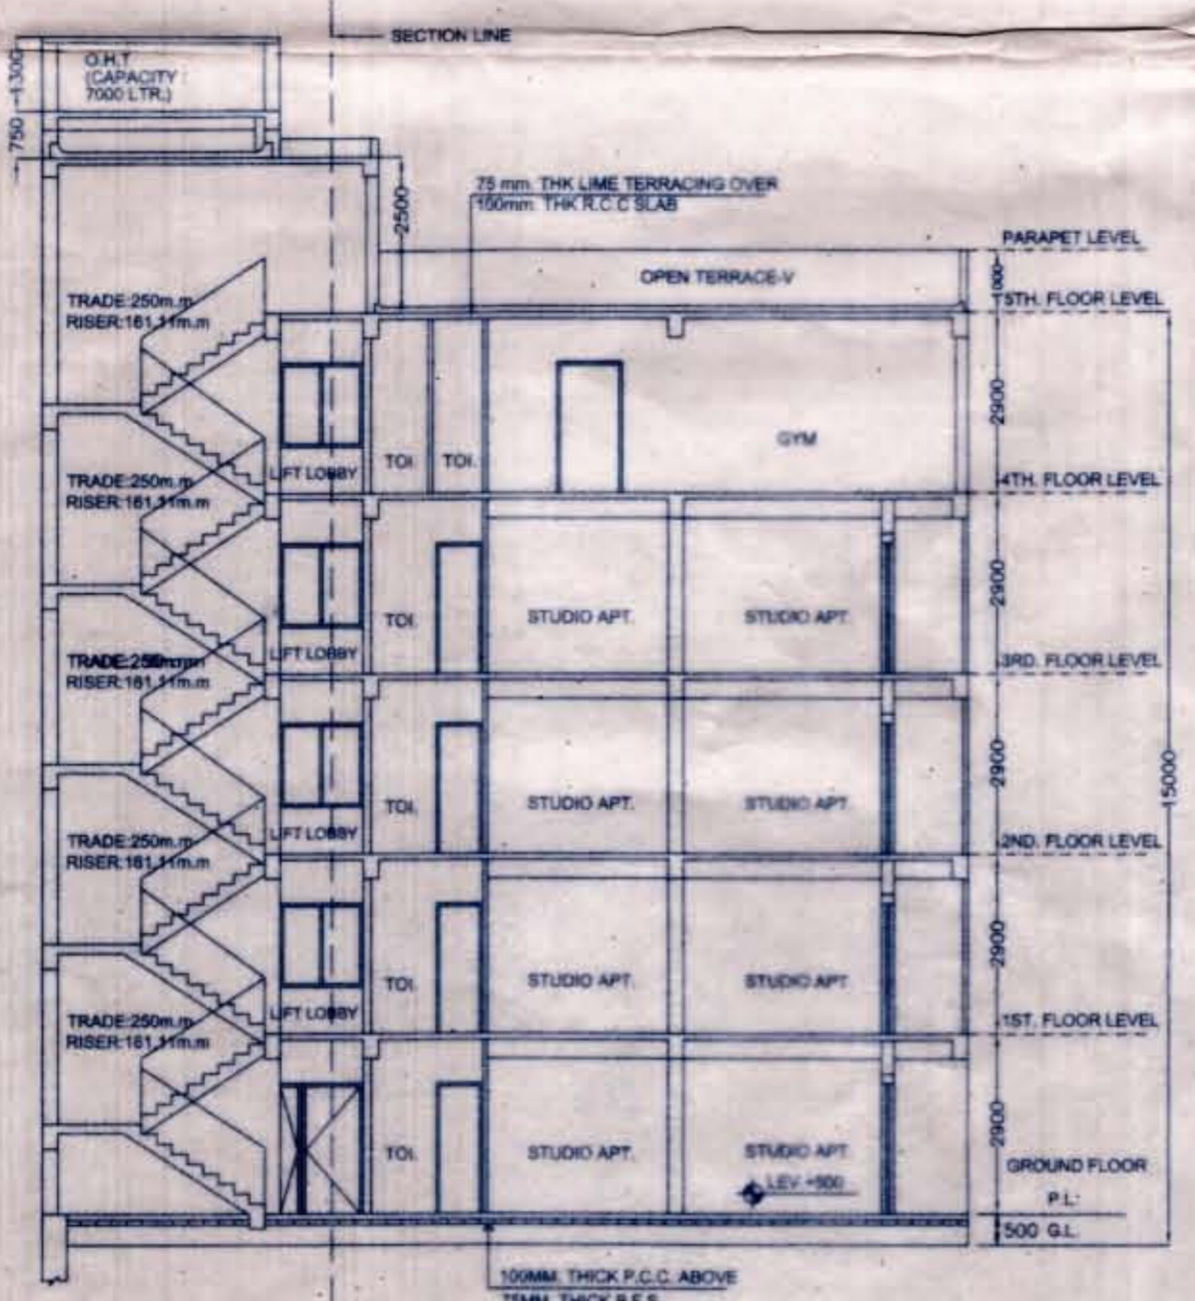 SECTION LINE
O.H.T
(CAPACITY :
7000 LTR.)
1300
750
2500
75 mm. THK LIME TERRACING OVER
100mm. THK R.C.C SLAB
PARAPET LEVEL
OPEN TERRACE-V
1000
5TH. FLOOR LEVEL
TRADE:250m.m
RISER:161.11m.m
2900
GYM
LIFT LOBBY
TOI.
TOI.
4TH. FLOOR LEVEL
TRADE:250m.m
RISER:161.11m.m
2900
TOI.
STUDIO APT.
STUDIO APT.
LIFT LOBBY
3RD. FLOOR LEVEL
TRADE:250m.m
RISER:161.11m.m
2900
15000
TOI.
STUDIO APT.
STUDIO APT.
LIFT LOBBY
2ND. FLOOR LEVEL
TRADE:250m.m
RISER:161.11m.m
2900
TOI.
STUDIO APT.
STUDIO APT.
LIFT LOBBY
1ST. FLOOR LEVEL
TRADE:250m.m
RISER:161.11m.m
2900
TOI.
STUDIO APT.
STUDIO APT.
GROUND FLOOR
LEV +500
P.L.
500 G.L.
100MM. THICK P.C.C. ABOVE
75MM. THICK B.F.S.